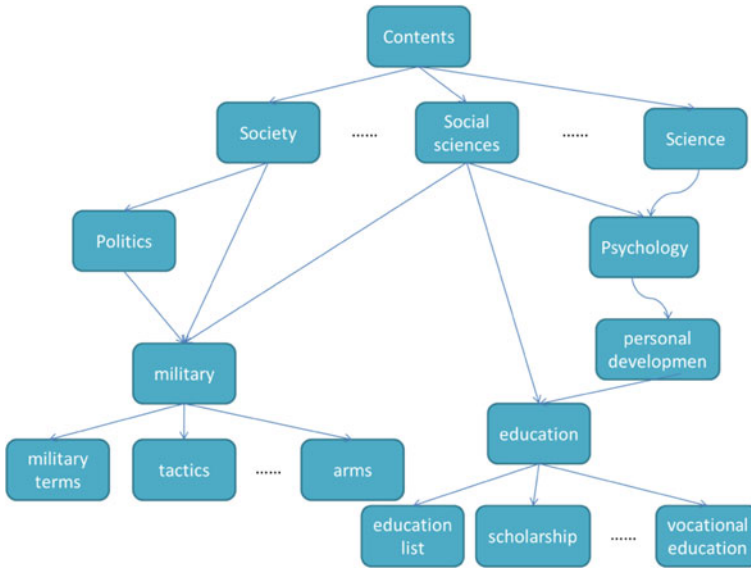 Contents
Society
......
Social
sciences
......
Science
Politics
Psychology
personal
developmen
military
education
military
terms
tactics
......
arms
education
list
scholarship
......
vocational
education